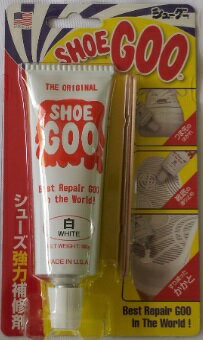 シューグー
SHOE GOO
THE ORIGINAL
SHOE
GOO
Best Repair GOO
in the World!
白
WHITE
MADE IN U.S.A.
シューズ強力補修剤
Best Repair GOO
in The World!